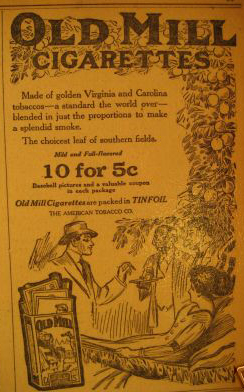 OLD MILL
CIGARETTES
Made of golden Virginia and Carolina
tobaccos—a standard the world over—
blended in just the proportions to make
a splendid smoke.
The choicest leaf of southern fields.
Mild and Full-flavored
10 for 5c
Baseball pictures and a valuable coupon
in each package
Old Mill Cigarettes are packed in TINFOIL
THE AMERICAN TOBACCO CO.
OLD MILL